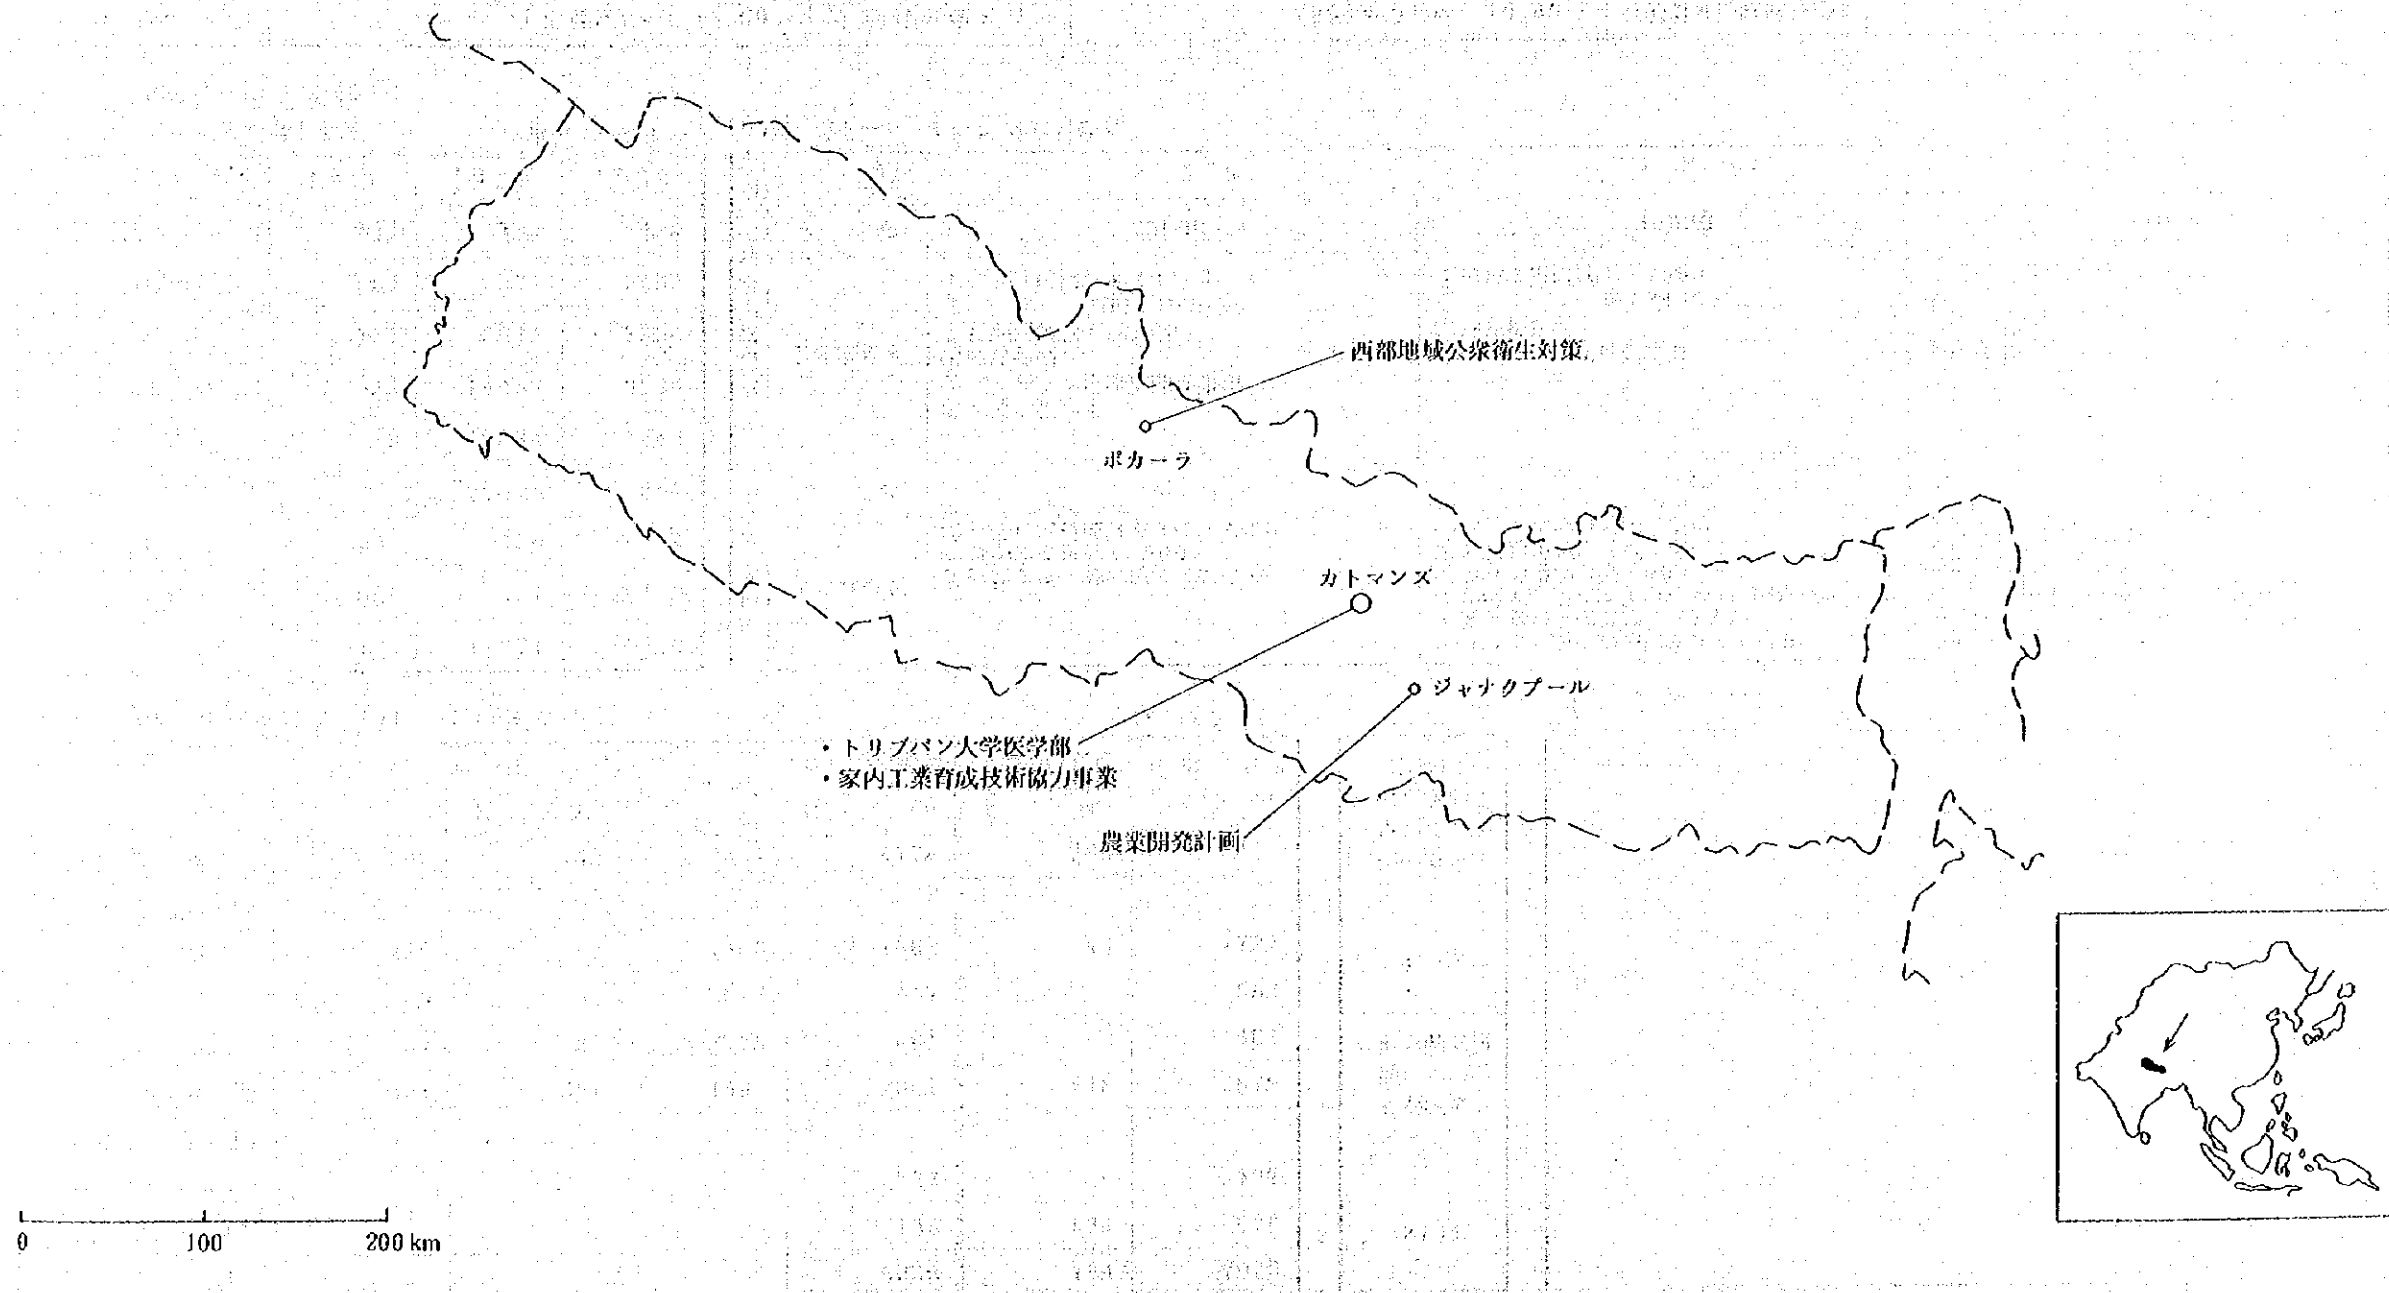 西部地域公衆衛生対策
ポカーラ
カトマンズ
ジャナクプール
・トリブバン大学医学部
・家内工業育成技術協力事業
農業開発計画
0 100 200 km